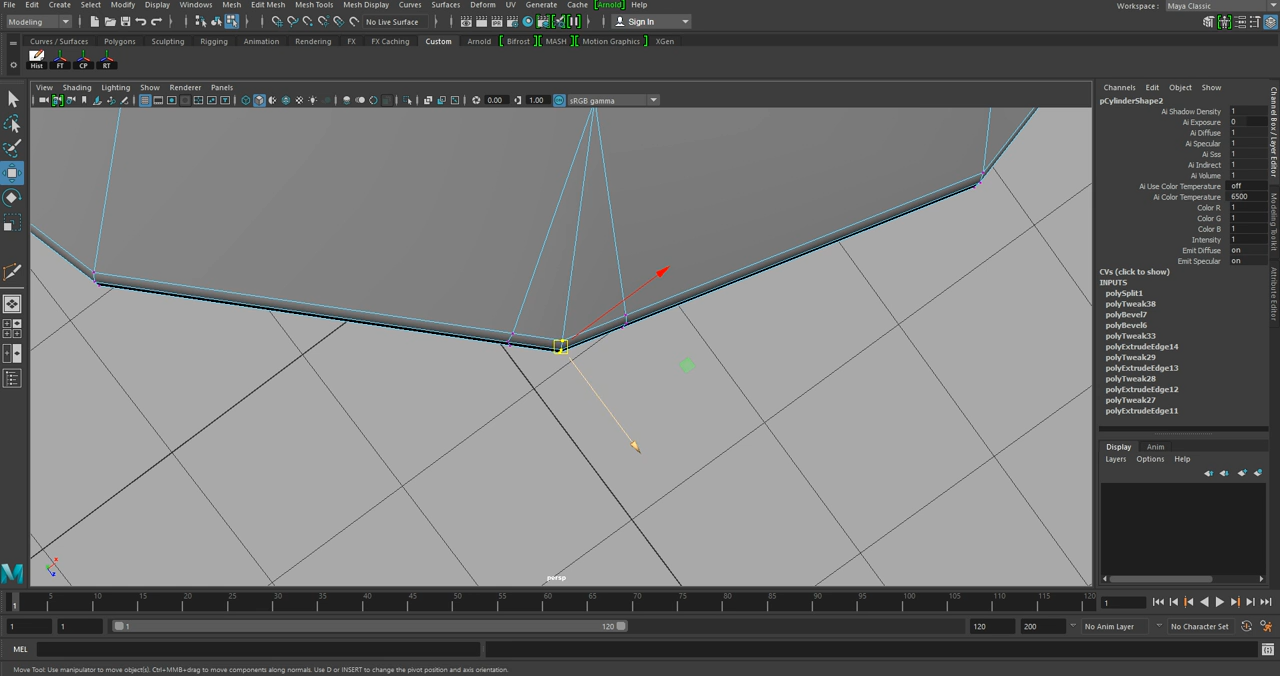 File Edit Create Select Modify Display Windows Mesh Edit Mesh Mesh Tools Mesh Display Curves Surfaces Deform UV Generate Cache [Arnold] Help
Workspace : Maya Classic
Modeling
No Live Surface
Sign In
Curves / Surfaces Polygons Sculpting Rigging Animation Rendering FX FX Caching Custom Arnold Bifrost MASH Motion Graphics XGen
Hist FT CP RT
View Shading Lighting Show Renderer Panels
0.00 1.00 sRGB gamma
Channels Edit Object Show
pCylinderShape2
Ai Shadow Density 1
Ai Exposure 0
Ai Diffuse 1
Ai Specular 1
Ai Sss 1
Ai Indirect 1
Ai Volume 1
Ai Use Color Temperature off
Ai Color Temperature 6500
Color R 1
Color G 1
Color B 1
Intensity 1
Emit Diffuse on
Emit Specular on
CVs (click to show)
INPUTS
polySplit1
polyTweak38
polyBevel7
polyBevel6
polyTweak33
polyExtrudeEdge14
polyTweak29
polyExtrudeEdge13
polyTweak28
polyExtrudeEdge12
polyTweak27
polyExtrudeEdge11
Channel Box / Layer Editor
Modeling Toolkit
Attribute Editor
Display Anim
Layers Options Help
persp
1 5 10 15 20 25 30 35 40 45 50 55 60 65 70 75 80 85 90 95 100 105 110 115 120
1
1 1 1 120 120 200 No Anim Layer No Character Set
MEL
Move Tool: Use manipulator to move object(s). Ctrl+MMB+drag to move components along normals. Use D or INSERT to change the pivot position and axis orientation.